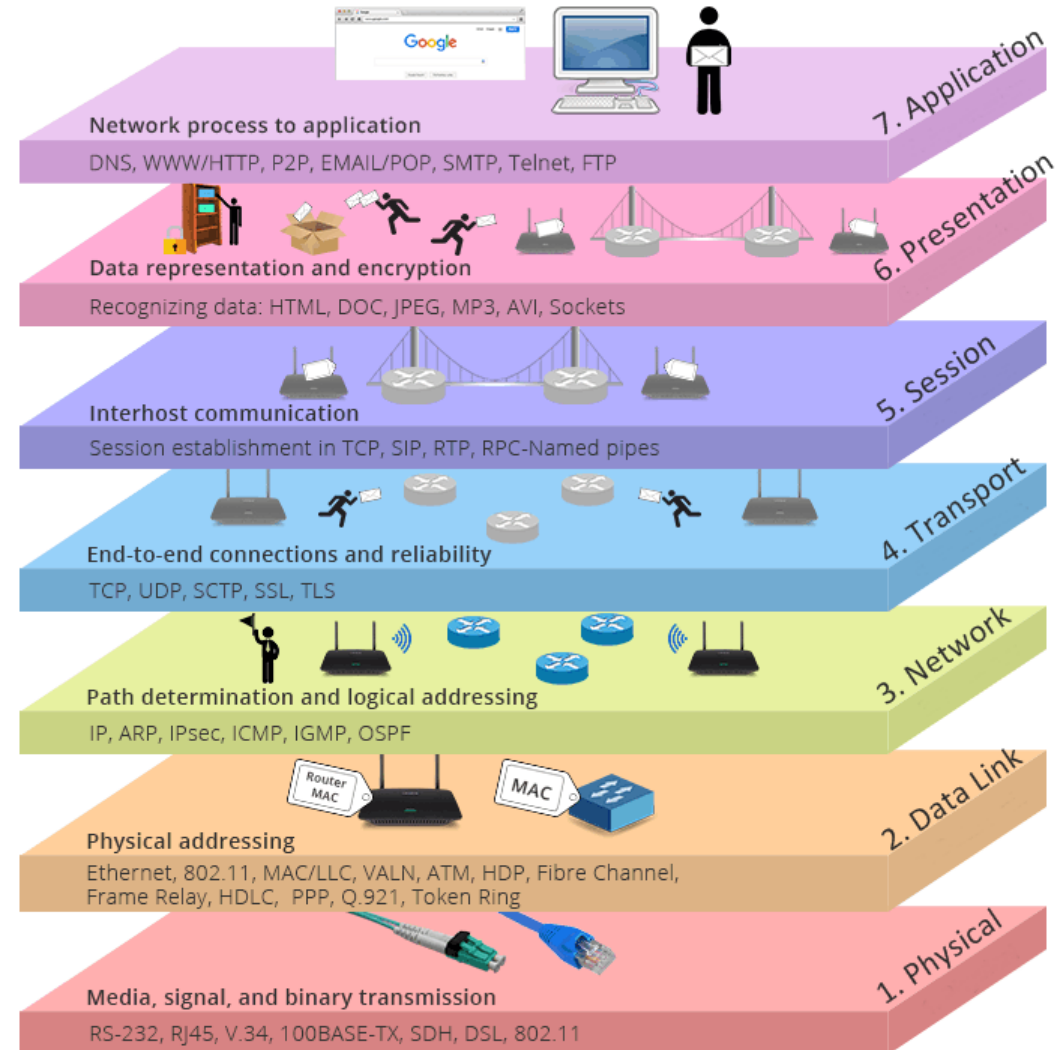 Google
7. Application
Network process to application
DNS, WWW/HTTP, P2P, EMAIL/POP, SMTP, Telnet, FTP
6. Presentation
Data representation and encryption
Recognizing data: HTML, DOC, JPEG, MP3, AVI, Sockets
5. Session
Interhost communication
Session establishment in TCP, SIP, RTP, RPC-Named pipes
4. Transport
End-to-end connections and reliability
TCP, UDP, SCTP, SSL, TLS
3. Network
Path determination and logical addressing
IP, ARP, IPsec, ICMP, IGMP, OSPF
2. Data Link
Router
MAC
MAC
Physical addressing
Ethernet, 802.11, MAC/LLC, VALN, ATM, HDP, Fibre Channel,
Frame Relay, HDLC, PPP, Q.921, Token Ring
1. Physical
Media, signal, and binary transmission
RS-232, RJ45, V.34, 100BASE-TX, SDH, DSL, 802.11